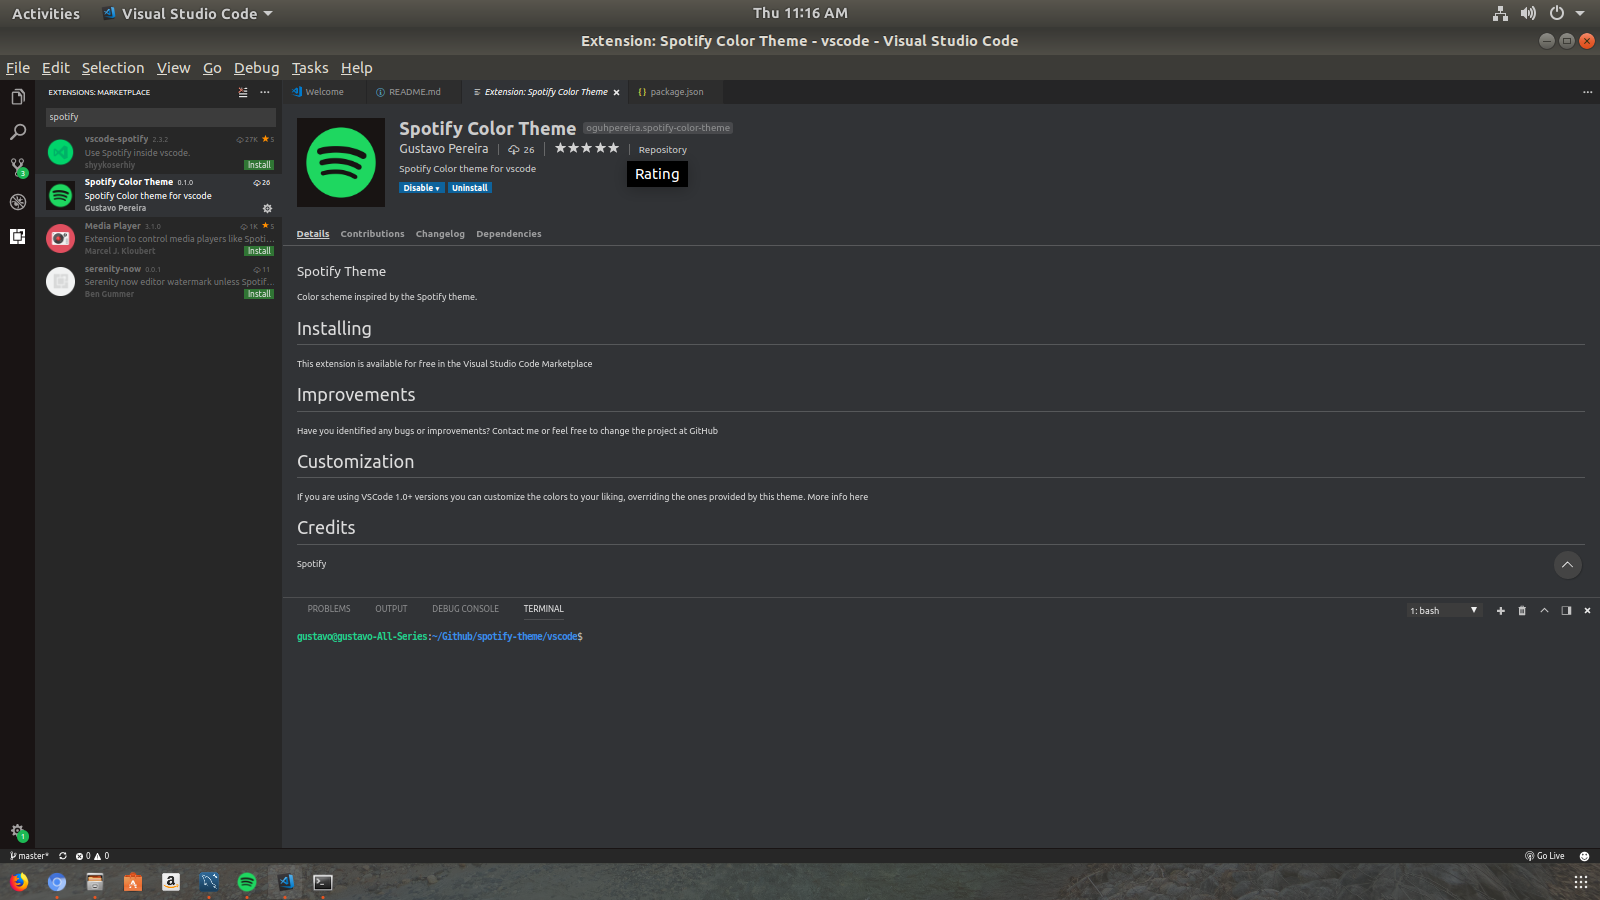 Activities Visual Studio Code Thu 11:16 AM
Extension: Spotify Color Theme - vscode - Visual Studio Code
File Edit Selection View Go Debug Tasks Help
EXTENSIONS: MARKETPLACE
spotify
vscode-spotify 2.3.2 27K 5
Use Spotify inside vscode.
shyykoserhiy Install
Spotify Color Theme 0.1.0 26
Spotify Color theme for vscode
Gustavo Pereira
Media Player 3.1.0 1K 5
Extension to control media players like Spoti...
Marcel J. Kloubert Install
serenity-now 0.0.1 11
Serenity now editor watermark unless Spotif...
Ben Gummer Install
Welcome README.md Extension: Spotify Color Theme package.json
Spotify Color Theme oguhpereira.spotify-color-theme
Gustavo Pereira 26 Repository
Spotify Color theme for vscode
Rating
Disable Uninstall
Details Contributions Changelog Dependencies
Spotify Theme
Color scheme inspired by the Spotify theme.
Installing
This extension is available for free in the Visual Studio Code Marketplace
Improvements
Have you identified any bugs or improvements? Contact me or feel free to change the project at GitHub
Customization
If you are using VSCode 1.0+ versions you can customize the colors to your liking, overriding the ones provided by this theme. More info here
Credits
Spotify
PROBLEMS OUTPUT DEBUG CONSOLE TERMINAL 1: bash
gustavo@gustavo-All-Series:~/Github/spotify-theme/vscode$
3
1
master* 0 0 Go Live